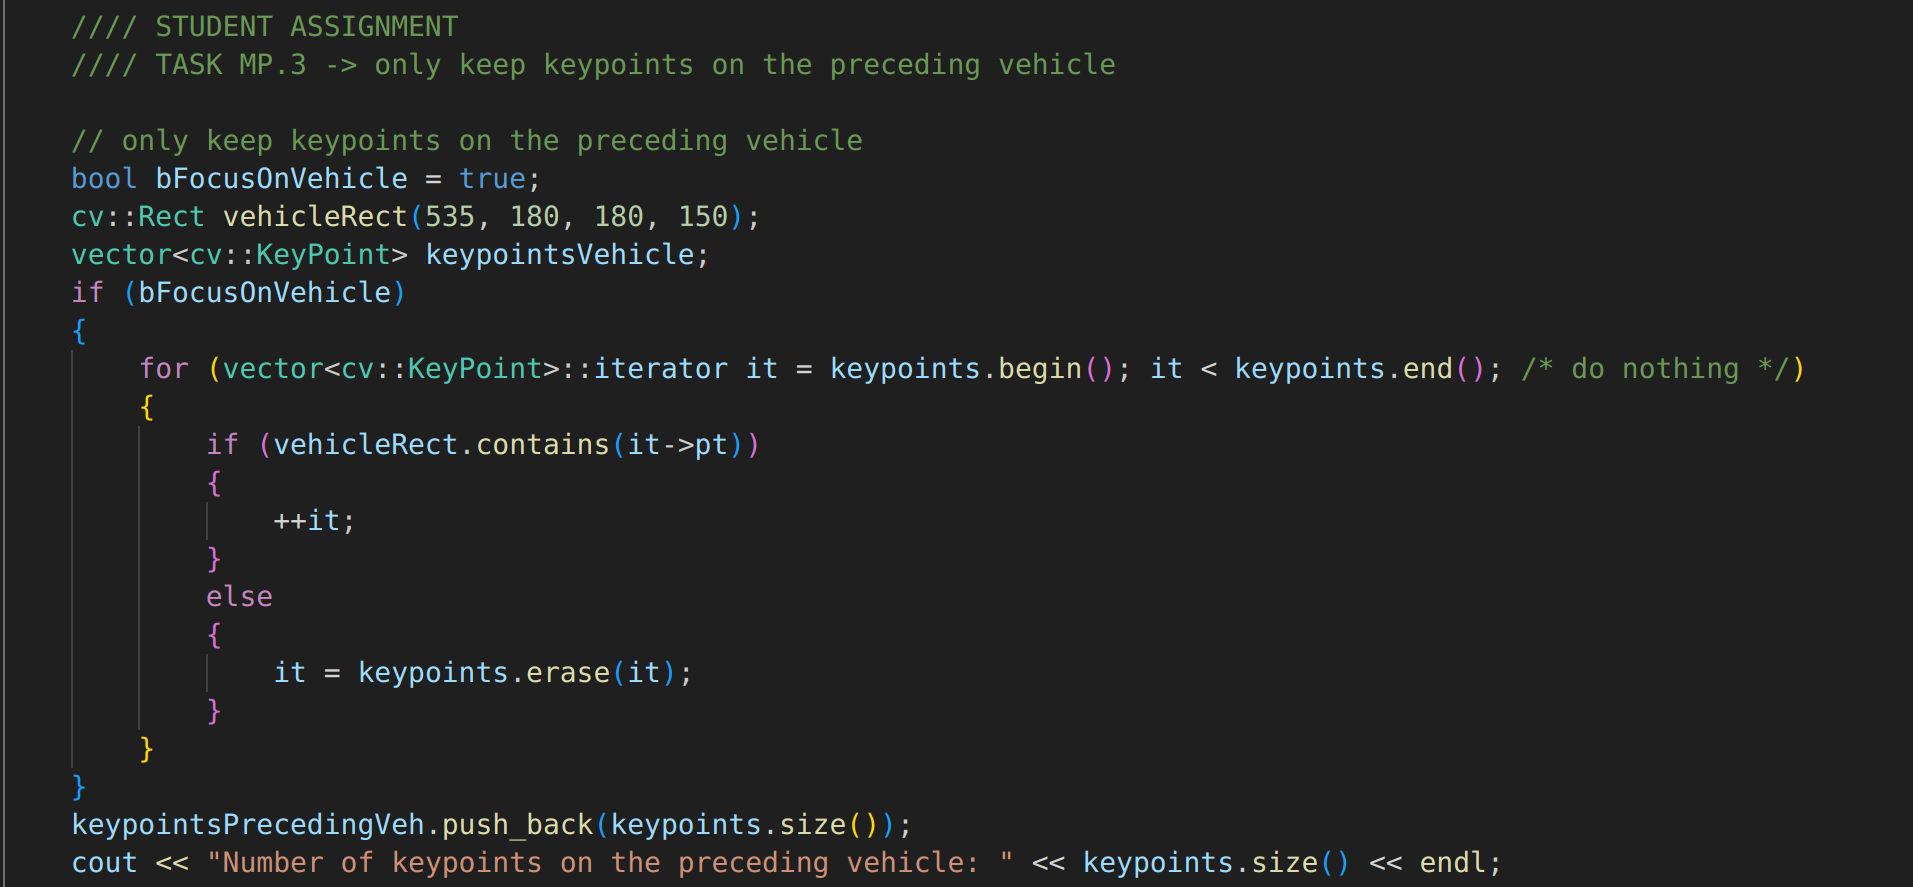 //// STUDENT ASSIGNMENT
//// TASK MP.3 -> only keep keypoints on the preceding vehicle

// only keep keypoints on the preceding vehicle
bool bFocusOnVehicle = true;
cv::Rect vehicleRect(535, 180, 180, 150);
vector<cv::KeyPoint> keypointsVehicle;
if (bFocusOnVehicle)
{
    for (vector<cv::KeyPoint>::iterator it = keypoints.begin(); it < keypoints.end(); /* do nothing */)
    {
        if (vehicleRect.contains(it->pt))
        {
            ++it;
        }
        else
        {
            it = keypoints.erase(it);
        }
    }
}
keypointsPrecedingVeh.push_back(keypoints.size());
cout << "Number of keypoints on the preceding vehicle: " << keypoints.size() << endl;